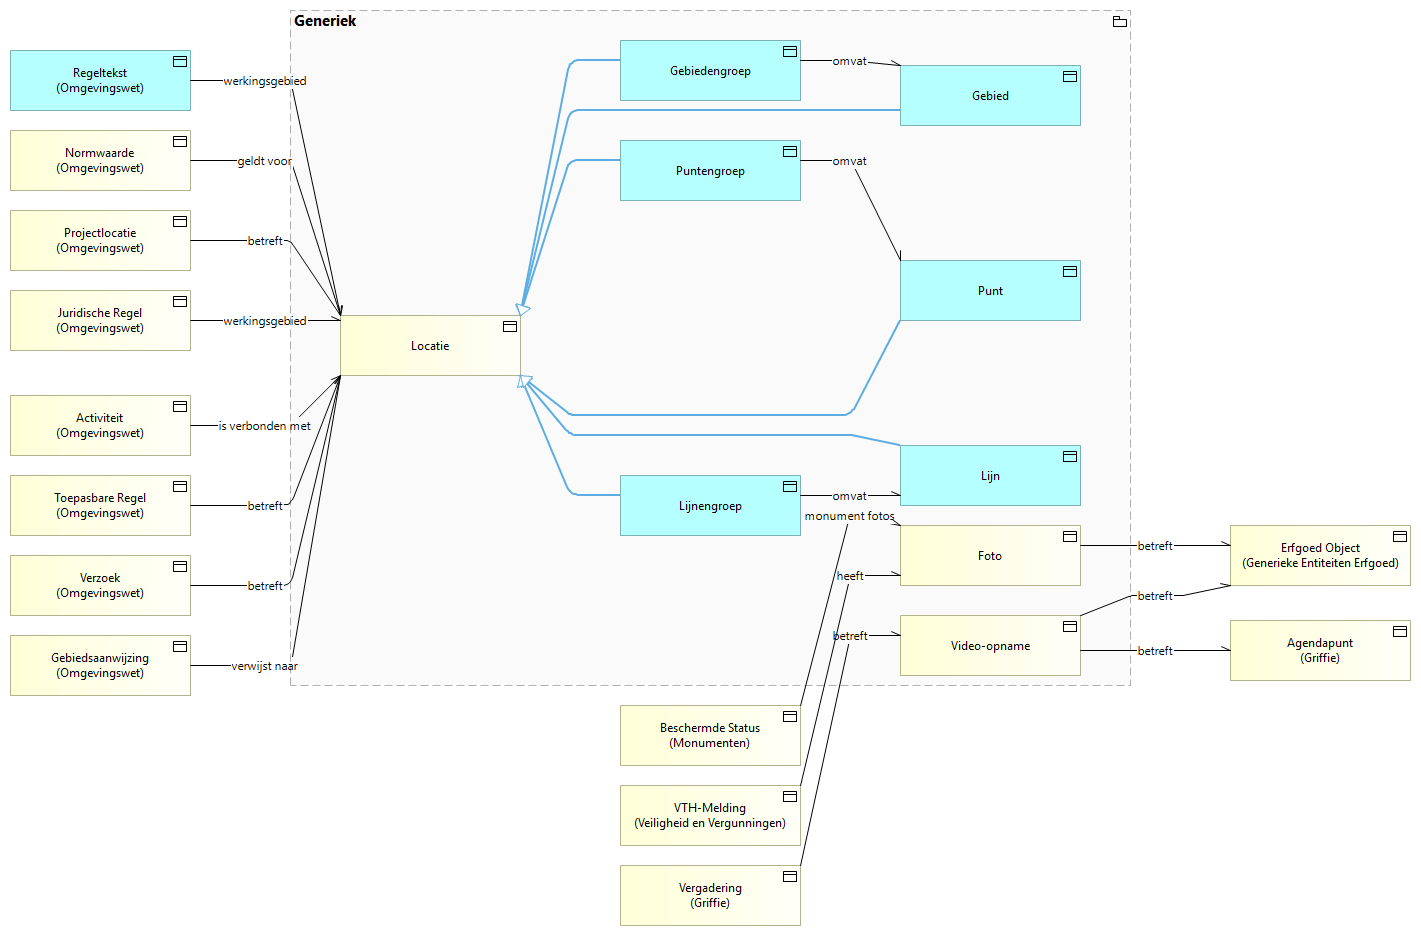 Generiek
Regeltekst
(Omgevingswet)
werkingsgebied
Normwaarde
(Omgevingswet)
geldt voor
Projectlocatie
(Omgevingswet)
betreft
Juridische Regel
(Omgevingswet)
werkingsgebied
Activiteit
(Omgevingswet)
is verbonden met
Toepasbare Regel
(Omgevingswet)
betreft
Verzoek
(Omgevingswet)
betreft
Gebiedsaanwijzing
(Omgevingswet)
verwijst naar
Locatie
Gebiedengroep
omvat
Gebied
Puntengroep
omvat
Punt
Lijnengroep
omvat
Lijn
monument fotos
Foto
heeft
betreft
Video-opname
betreft
Erfgoed Object
(Generieke Entiteiten Erfgoed)
betreft
betreft
Agendapunt
(Griffie)
Beschermde Status
(Monumenten)
VTH-Melding
(Veiligheid en Vergunningen)
Vergadering
(Griffie)